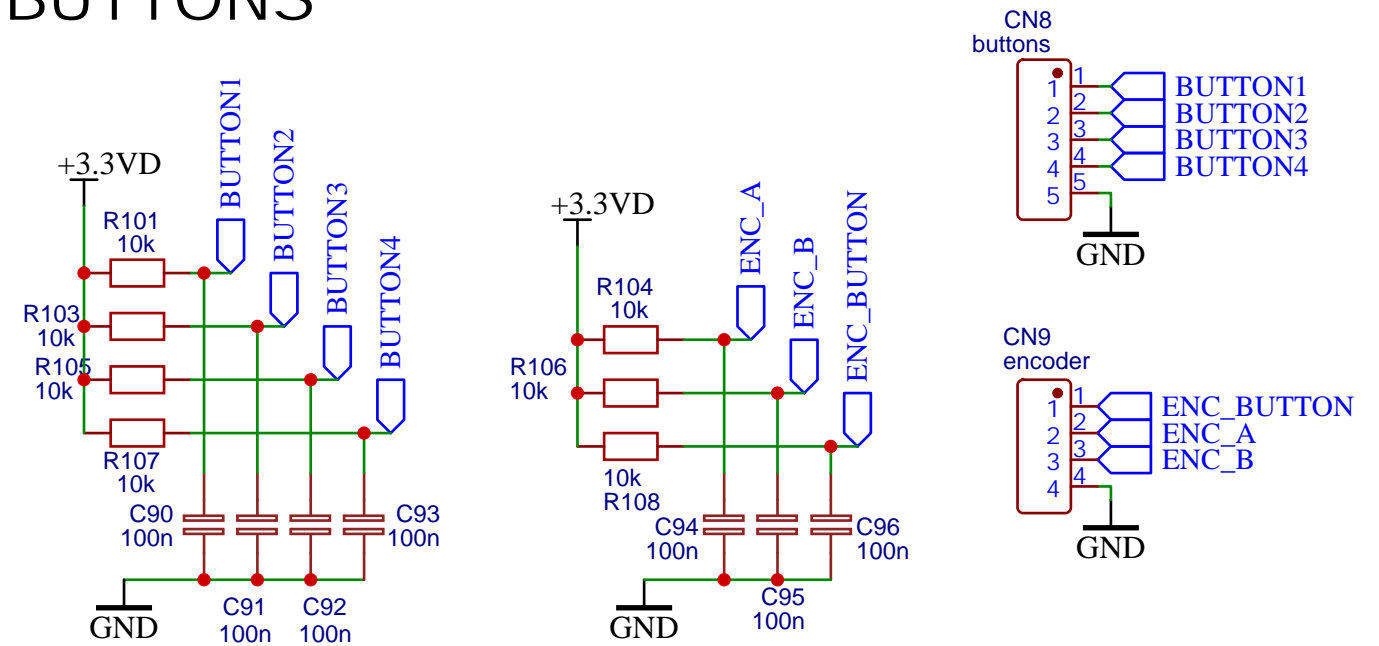 BUTTONS
+3.3VD
R101
10k
R103
10k
R105
10k
R107
10k
BUTTON1
BUTTON2
BUTTON3
BUTTON4
C90
100n
C91
100n
C92
100n
C93
100n
GND
+3.3VD
R104
10k
R106
10k
10k
R108
ENC_A
ENC_B
ENC_BUTTON
C94
100n
C95
100n
C96
100n
GND
CN8
buttons
1 1 BUTTON1
2 2 BUTTON2
3 3 BUTTON3
4 4 BUTTON4
5 5
GND
CN9
encoder
1 1 ENC_BUTTON
2 2 ENC_A
3 3 ENC_B
4 4
GND